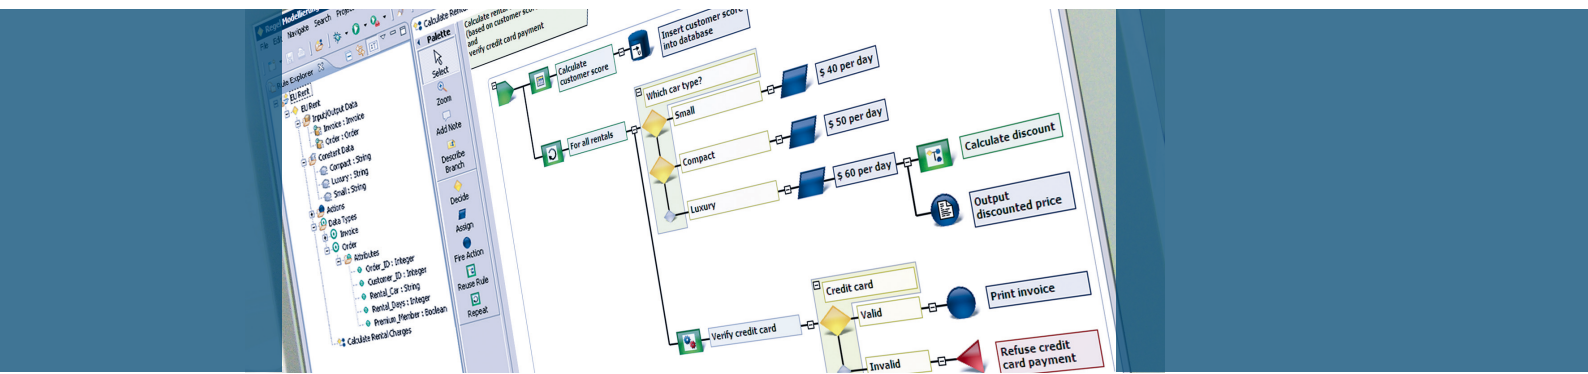 Modellierung
Navigate Search
Rule Explorer
EU Rent
EU Rent
Input/Output Data
Invoice : Invoice
Order : Order
Constant Data
Compact : String
Luxury : String
Small : String
Actions
Data Types
Invoice
Order
Attributes
Order_ID : Integer
Customer_ID : Integer
Rental_Car : String
Rental_Days : Integer
Premium_Member : Boolean
Calculate Rental Charges
Palette
Select
Zoom
Add Note
Describe
Branch
Decide
Assign
Fire Action
Reuse Rule
Repeat
(based on customer
and
verify credit card payment
Calculate
customer score
Insert customer score
into database
For all rentals
Which car type?
Small
$ 40 per day
Compact
$ 50 per day
Luxury
$ 60 per day
Calculate discount
Output
discounted price
Verify credit card
Credit card
Valid
Print invoice
Invalid
Refuse credit
card payment